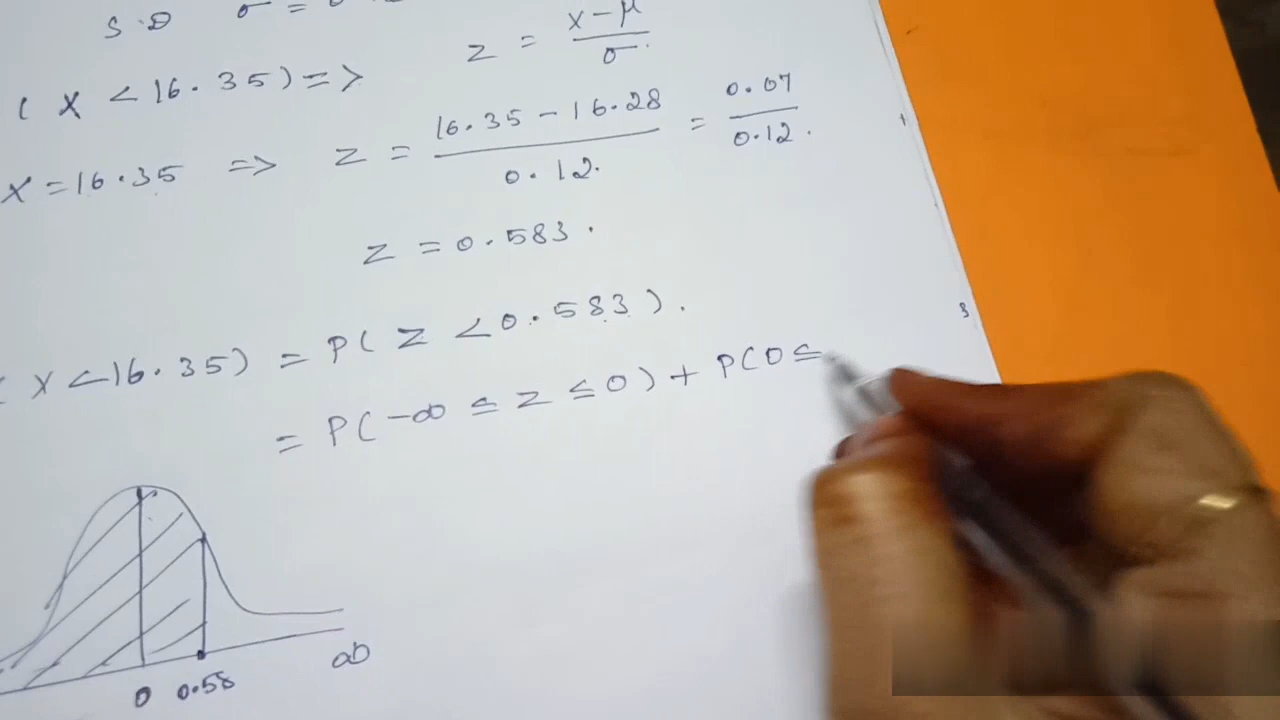 S.D σ = 0
( X < 16.35) => z = x - μ / σ.
X = 16.35 => z = 16.35 - 16.28 / 0.12. = 0.07 / 0.12.
z = 0.583.
( X < 16.35) = P( z < 0.583).
= P( -∞ ≤ z ≤ 0) + P( 0 ≤
0 0.58 ∞